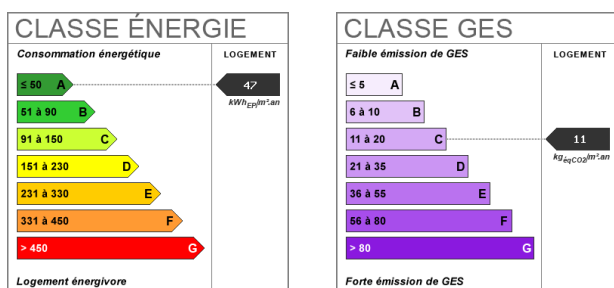 CLASSE ÉNERGIE
Consommation énergétique
LOGEMENT
≤ 50 A
47
kWhEP/m².an
51 à 90 B
91 à 150 C
151 à 230 D
231 à 330 E
331 à 450 F
> 450 G
Logement énergivore
CLASSE GES
Faible émission de GES
LOGEMENT
≤ 5 A
6 à 10 B
11 à 20 C
11
kgéqCO2/m².an
21 à 35 D
36 à 55 E
56 à 80 F
> 80 G
Forte émission de GES